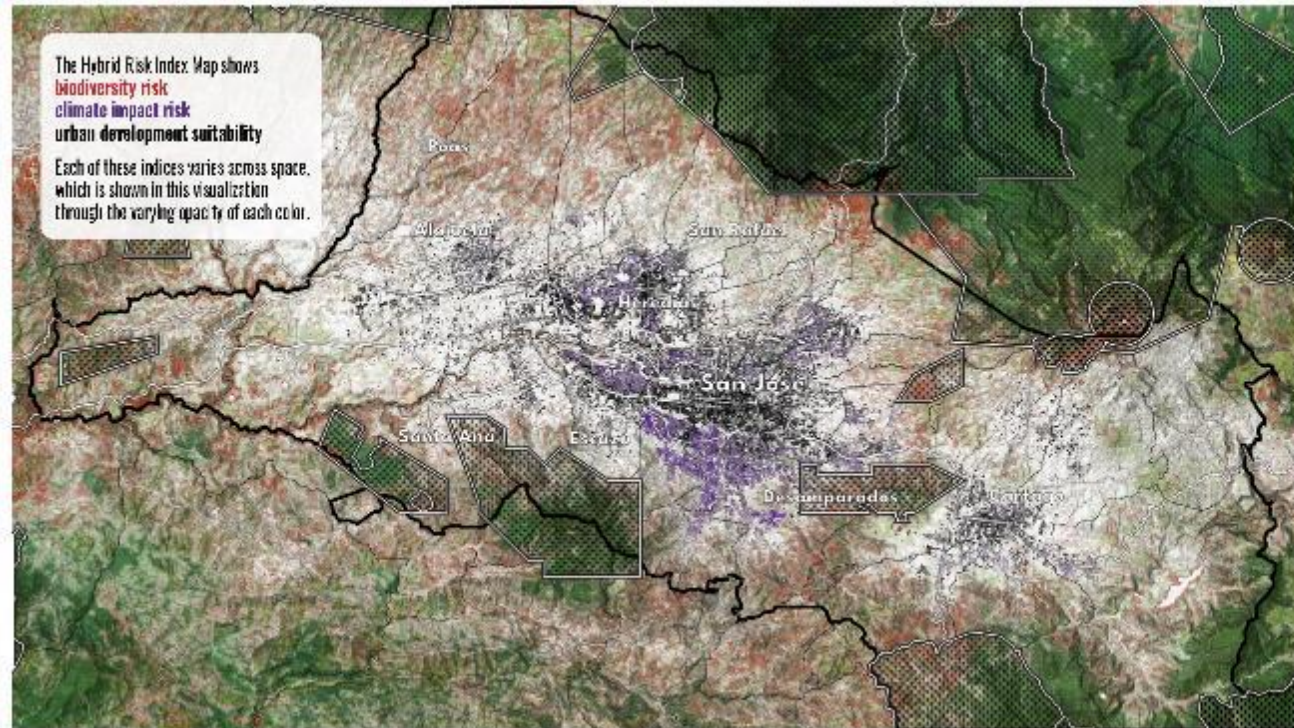 The Hybrid Risk Index Map shows
biodiversity risk
climate impact risk
urban development suitability
Each of these indices varies across space,
which is shown in this visualization
through the varying opacity of each color.
Poás
Alajuela
San Rafael
Heredia
San José
Santa Ana
Escazú
Desamparados
Cartago